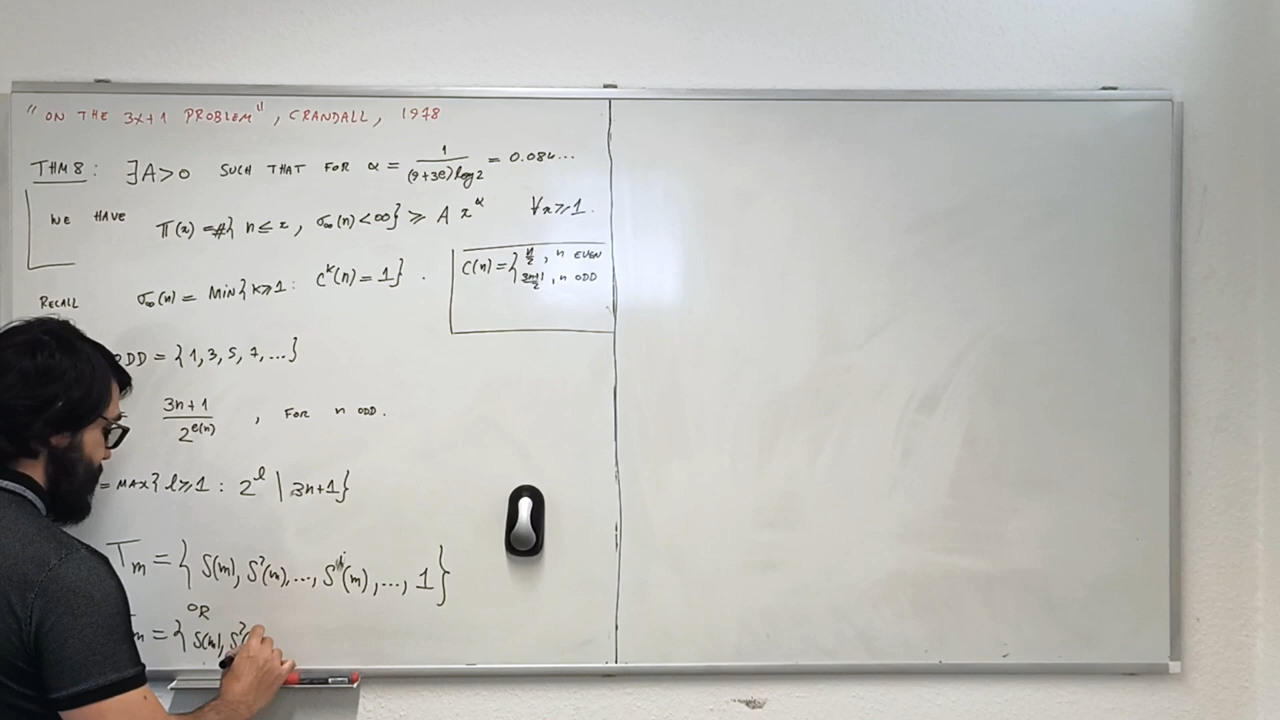 "ON THE 3x+1 PROBLEM", CRANDALL, 1978
THM 8: ∃A>0 SUCH THAT FOR α = 1/((9+3e)log2) = 0.084...
WE HAVE π(x) = #{ n ≤ x, σ∞(n) < ∞} ≥ A x^α ∀x ≥ 1.
RECALL σ∞(n) = MIN{ k ≥ 1 : C^k(n) = 1 } .
C(n) = { n/2, n EVEN
(3n+1)/2, n ODD
ODD = { 1, 3, 5, 7, ... }
(3n+1)/2^e(n) , FOR n ODD.
= MAX{ l ≥ 1 : 2^l | 3n+1 }
T_m = { S(m), S²(m), ..., S^i(m), ..., 1 }
OR
= { S(m), S²